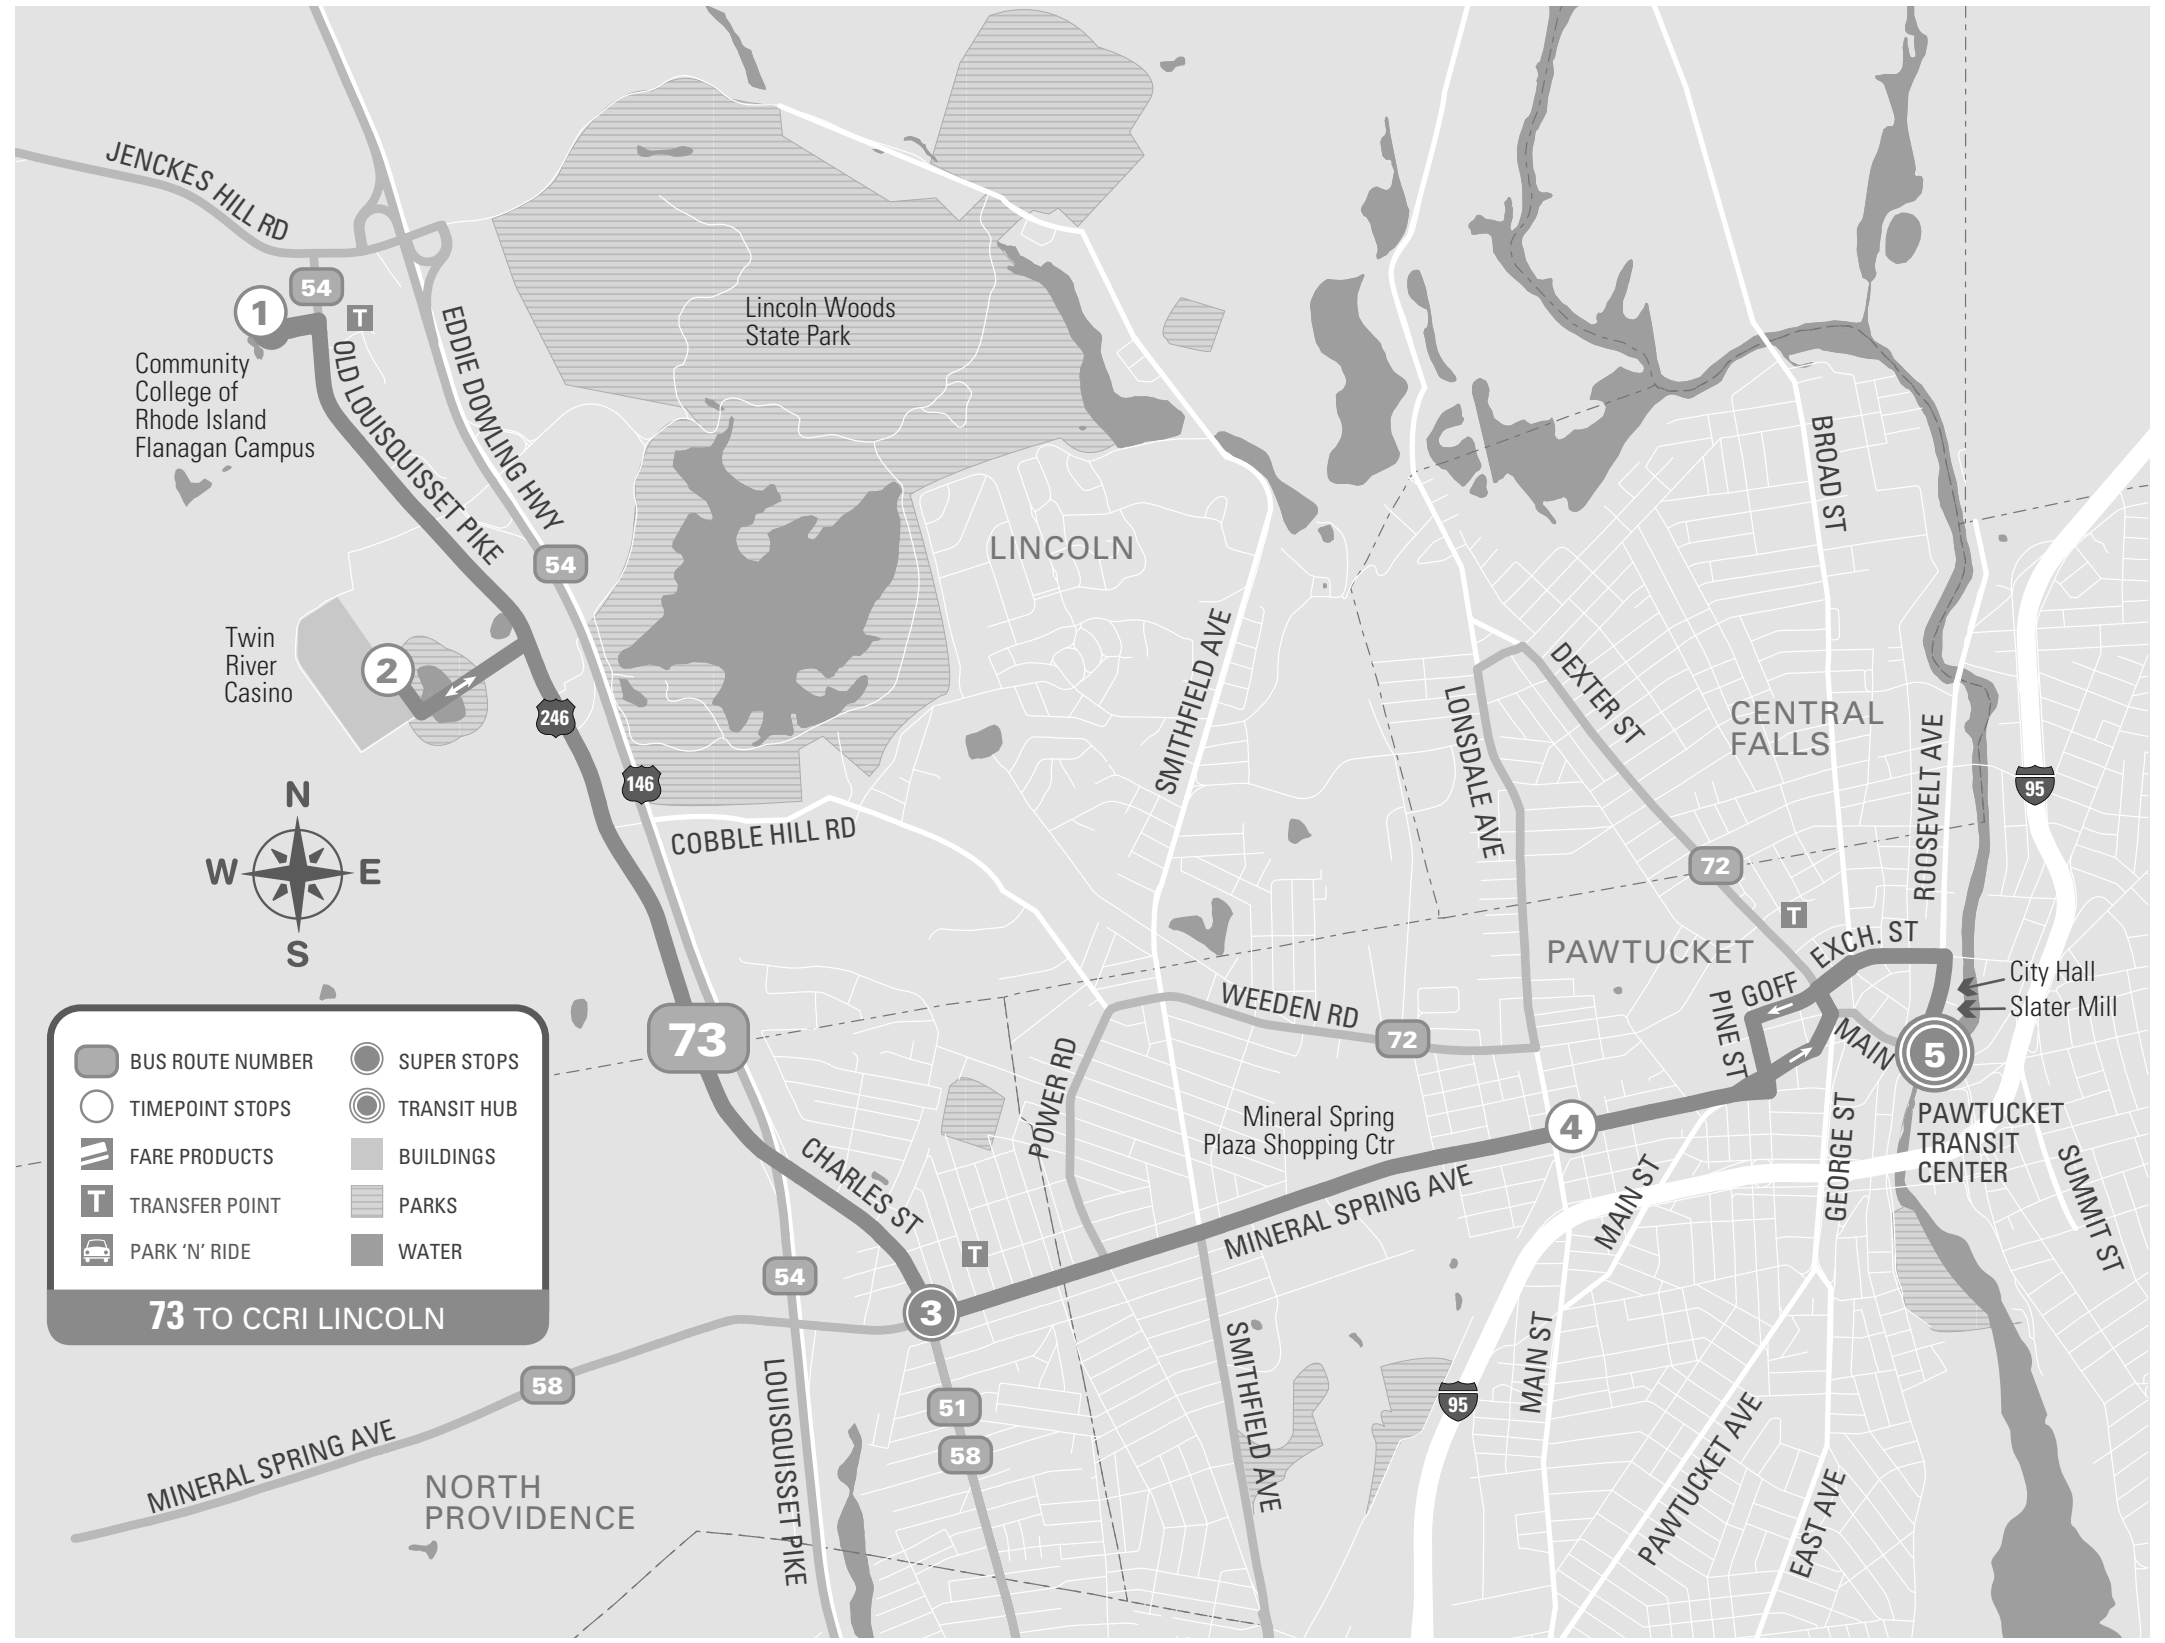 JENCKES HILL RD
54
1
T
Community
College of
Rhode Island
Flanagan Campus
OLD LOUISQUISSET PIKE
EDDIE DOWLING HWY
Lincoln Woods
State Park
54
LINCOLN
BROAD ST
Twin
River
Casino
2
246
146
COBBLE HILL RD
SMITHFIELD AVE
LONSDALE AVE
DEXTER ST
CENTRAL
FALLS
ROOSEVELT AVE
95
72
T
N
W
E
S
PAWTUCKET
EXCH. ST
GOFF
PINE ST
MAIN
City Hall
Slater Mill
5
PAWTUCKET
TRANSIT
CENTER
73
WEEDEN RD
72
POWER RD
Mineral Spring
Plaza Shopping Ctr
4
MINERAL SPRING AVE
CHARLES ST
T
3
54
GEORGE ST
SUMMIT ST
MAIN ST
MAIN ST
95
PAWTUCKET AVE
EAST AVE
SMITHFIELD AVE
51
58
LOUISQUISSET PIKE
58
MINERAL SPRING AVE
NORTH
PROVIDENCE
BUS ROUTE NUMBER
TIMEPOINT STOPS
FARE PRODUCTS
T TRANSFER POINT
PARK ‘N’ RIDE
SUPER STOPS
TRANSIT HUB
BUILDINGS
PARKS
WATER
73 TO CCRI LINCOLN